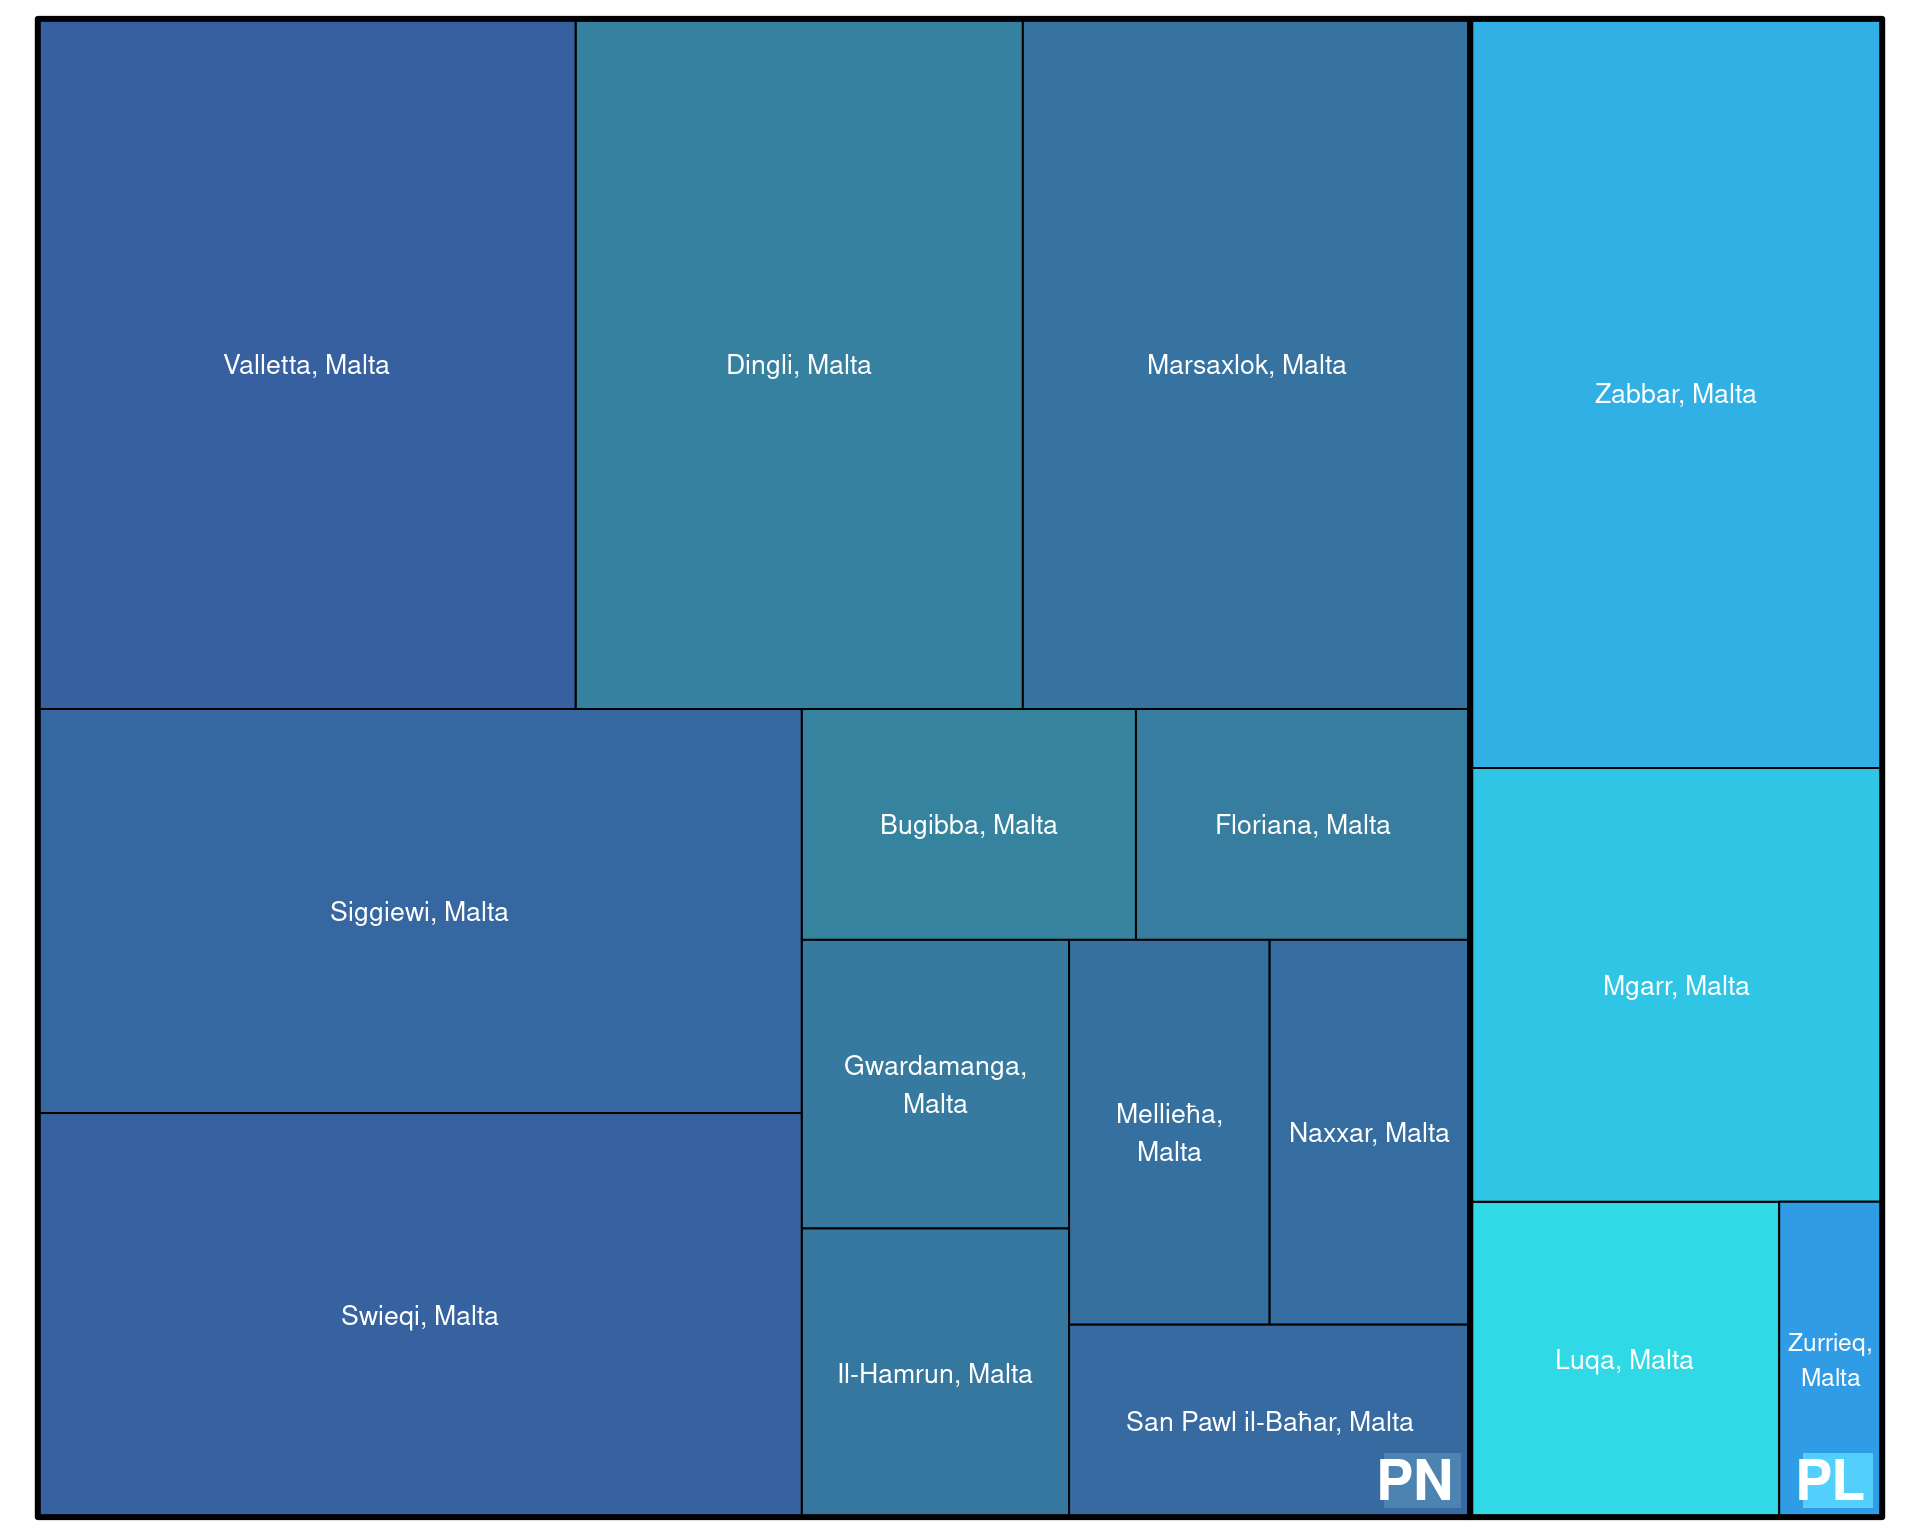 Valletta, Malta
Dingli, Malta
Marsaxlok, Malta
Zabbar, Malta
Siggiewi, Malta
Bugibba, Malta
Floriana, Malta
Mgarr, Malta
Gwardamanga,
Malta
Mellieħa,
Malta
Naxxar, Malta
Swieqi, Malta
Il-Hamrun, Malta
San Pawl il-Baħar, Malta
Luqa, Malta
Zurrieq,
Malta
PN
PL